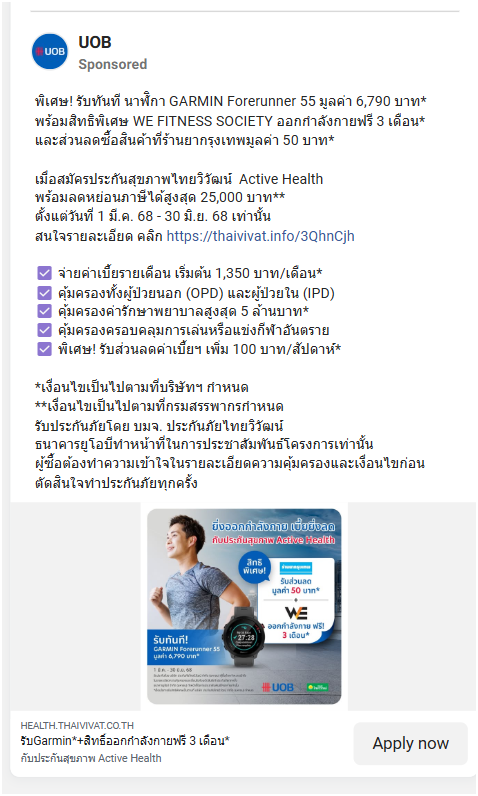 UOB
UOB
Sponsored
พิเศษ! รับทันที นาฬิกา GARMIN Forerunner 55 มูลค่า 6,790 บาท*
พร้อมสิทธิพิเศษ WE FITNESS SOCIETY ออกกำลังกายฟรี 3 เดือน*
และส่วนลดซื้อสินค้าที่ร้านยากรุงเทพมูลค่า 50 บาท*
เมื่อสมัครประกันสุขภาพไทยวิวัฒน์ Active Health
พร้อมลดหย่อนภาษีได้สูงสุด 25,000 บาท**
ตั้งแต่วันที่ 1 มี.ค. 68 - 30 มิ.ย. 68 เท่านั้น
สนใจรายละเอียด คลิก https://thaivivat.info/3QhnCjh
จ่ายค่าเบี้ยรายเดือน เริ่มต้น 1,350 บาท/เดือน*
คุ้มครองทั้งผู้ป่วยนอก (OPD) และผู้ป่วยใน (IPD)
คุ้มครองค่ารักษาพยาบาลสูงสุด 5 ล้านบาท*
คุ้มครองครอบคลุมการเล่นหรือแข่งกีฬาอันตราย
พิเศษ! รับส่วนลดค่าเบี้ยฯ เพิ่ม 100 บาท/สัปดาห์*
*เงื่อนไขเป็นไปตามที่บริษัทฯ กำหนด
**เงื่อนไขเป็นไปตามที่กรมสรรพากรกำหนด
รับประกันภัยโดย บมจ. ประกันภัยไทยวิวัฒน์
ธนาคารยูโอบีทำหน้าที่ในการประชาสัมพันธ์โครงการเท่านั้น
ผู้ซื้อต้องทำความเข้าใจในรายละเอียดความคุ้มครองและเงื่อนไขก่อน
ตัดสินใจทำประกันภัยทุกครั้ง
ยิ่งออกกำลังกาย เบี้ยยิ่งลด
กับประกันสุขภาพ Active Health
สิทธิ
พิเศษ!
รับส่วนลด
มูลค่า 50 บาท*
+
WE
ออกกำลังกาย ฟรี!
3 เดือน*
27:28
รับทันที!
GARMIN Forerunner 55
มูลค่า 6,790 บาท*
1 มี.ค. - 30 มิ.ย. 68
UOB
HEALTH.THAIVIVAT.CO.TH
รับGarmin*+สิทธิ์ออกกำลังกายฟรี 3 เดือน*
กับประกันสุขภาพ Active Health
Apply now